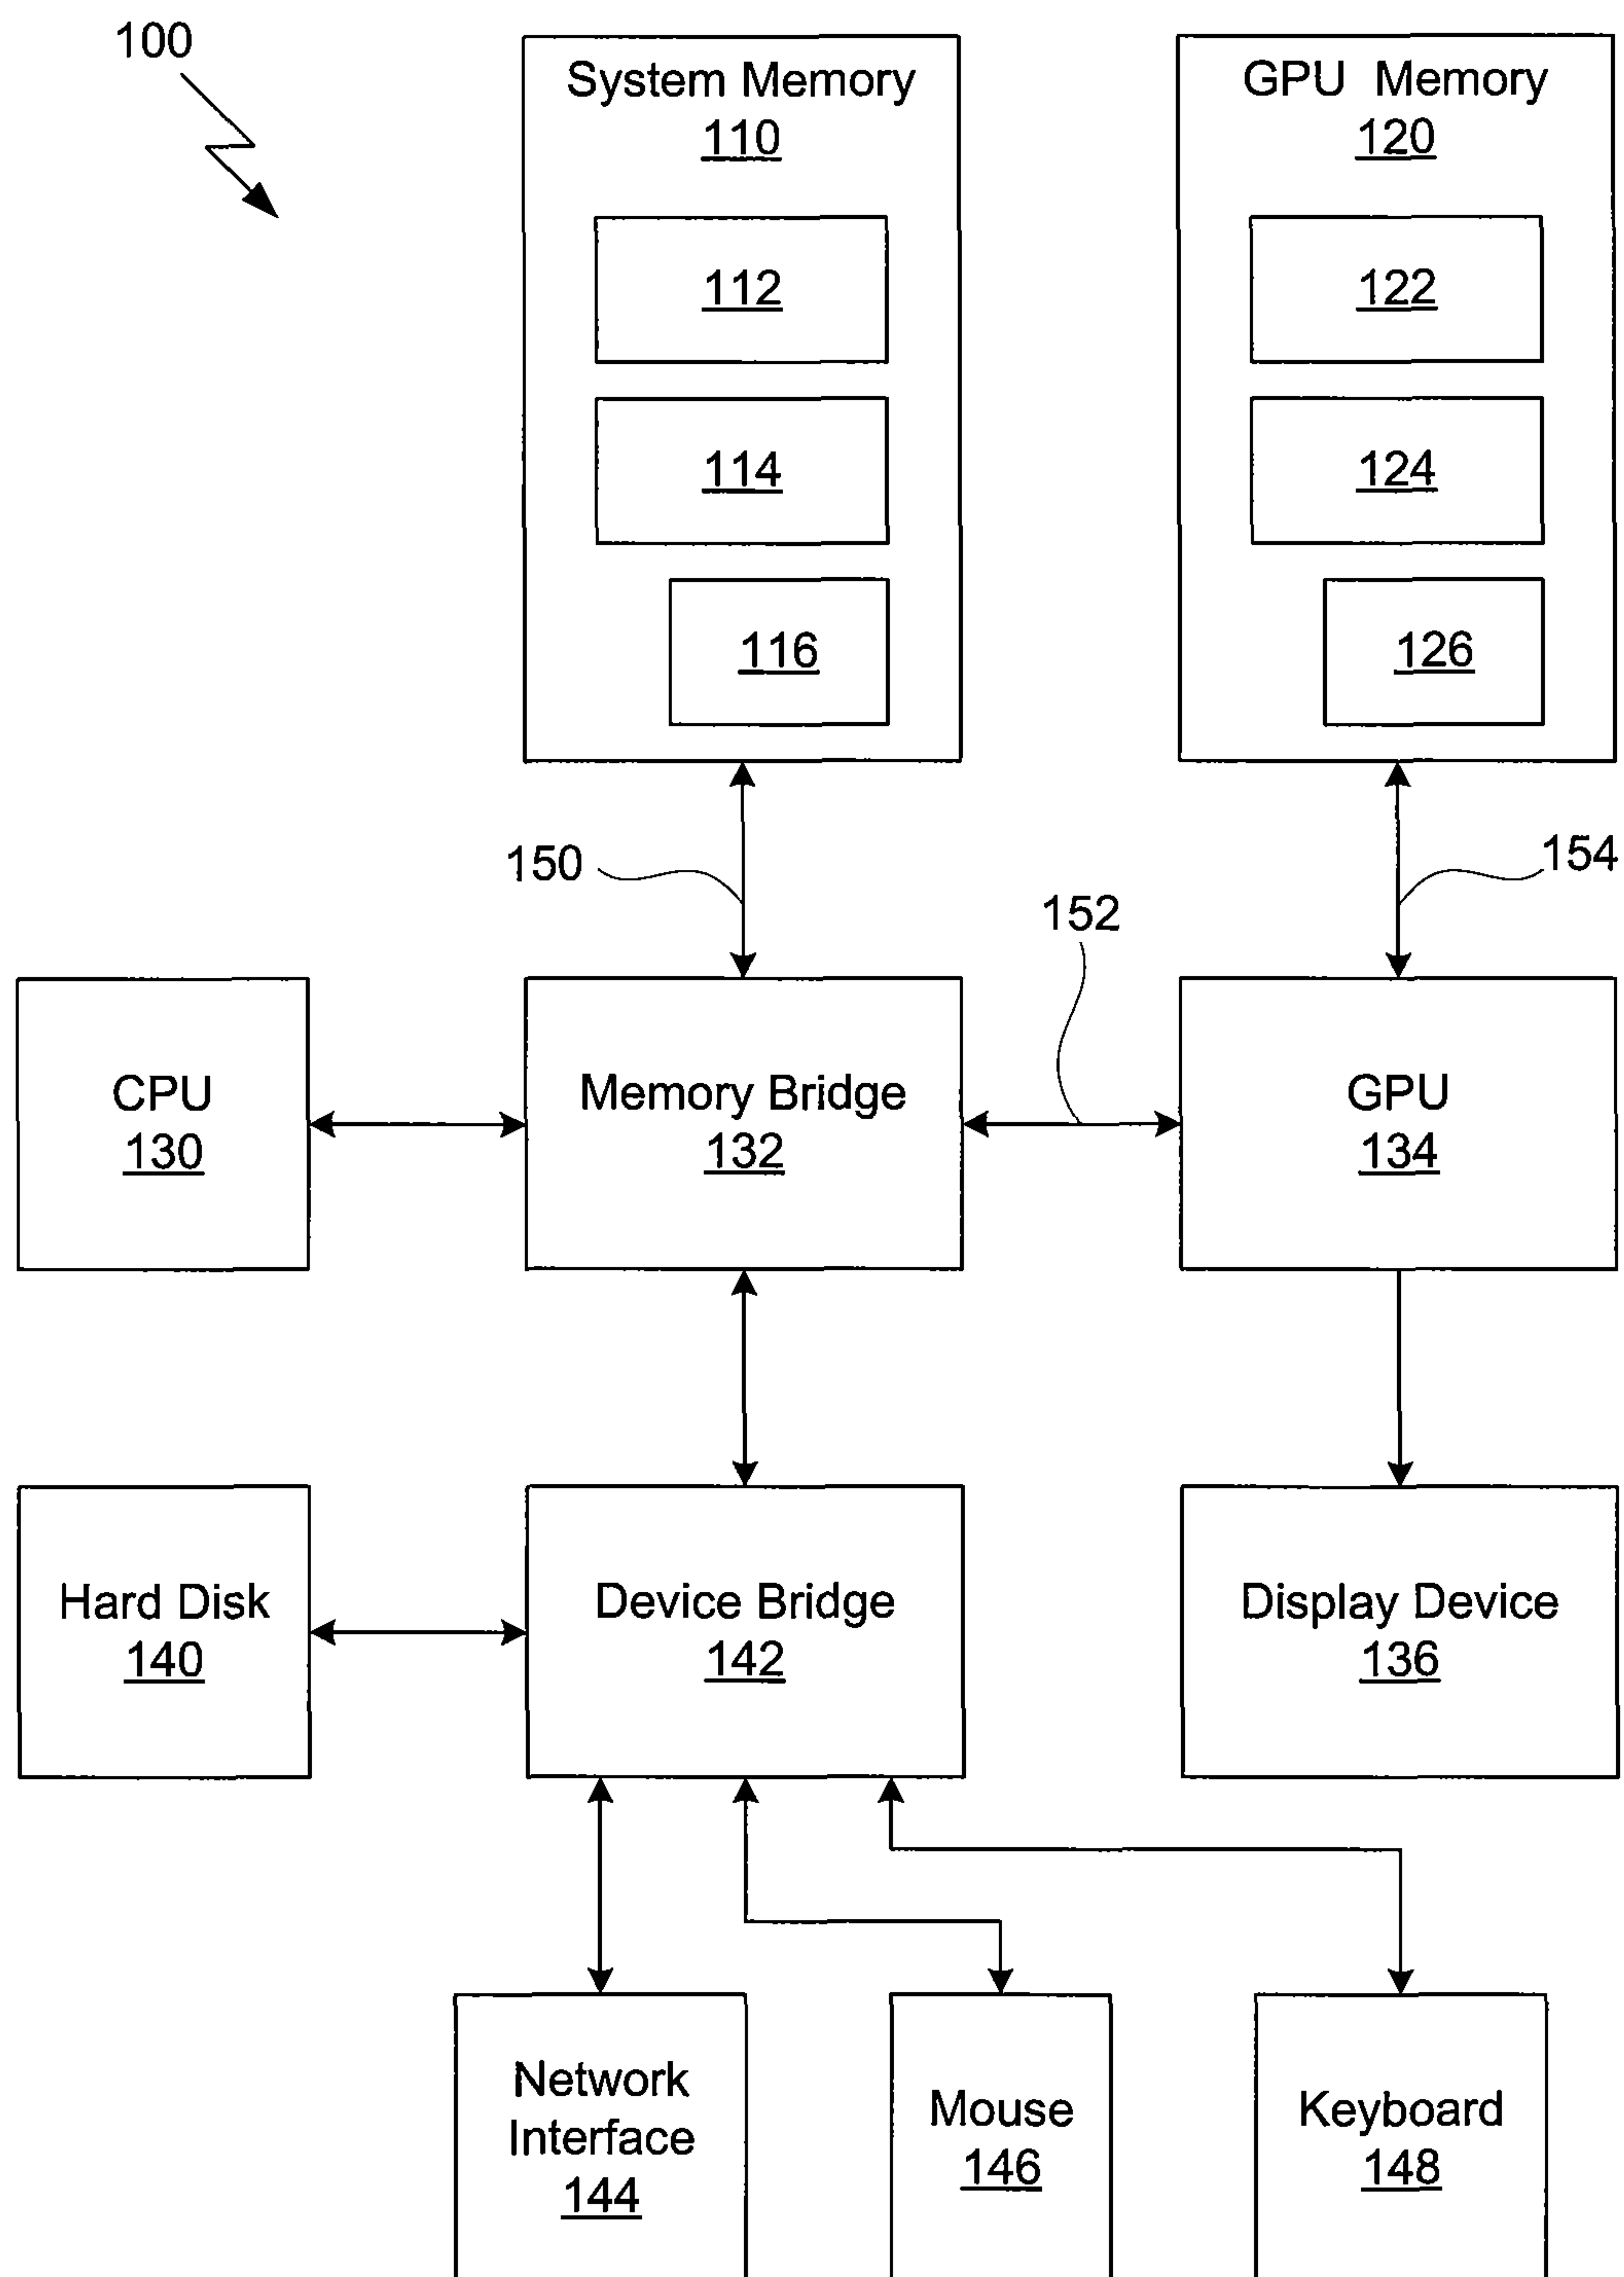 100
System Memory
110
112
114
116
GPU Memory
120
122
124
126
150
152
154
CPU
130
Memory Bridge
132
GPU
134
Hard Disk
140
Device Bridge
142
Display Device
136
Network
Interface
144
Mouse
146
Keyboard
148